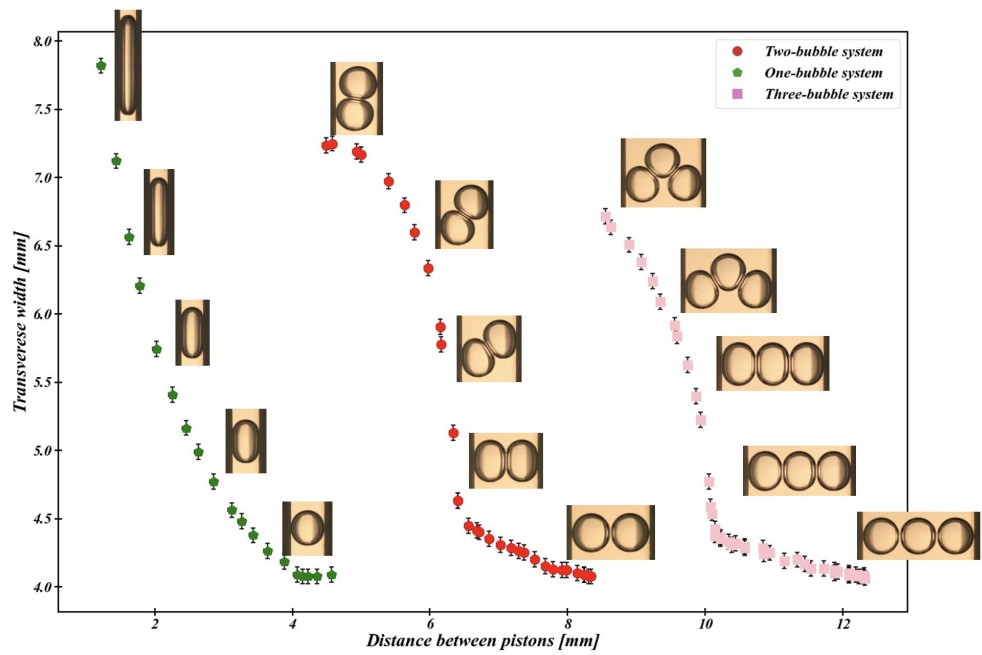 8.0
7.5
7.0
6.5
6.0
5.5
5.0
4.5
4.0
Transverese width [mm]
Two-bubble system
One-bubble system
Three-bubble system
2 4 6 8 10 12
Distance between pistons [mm]